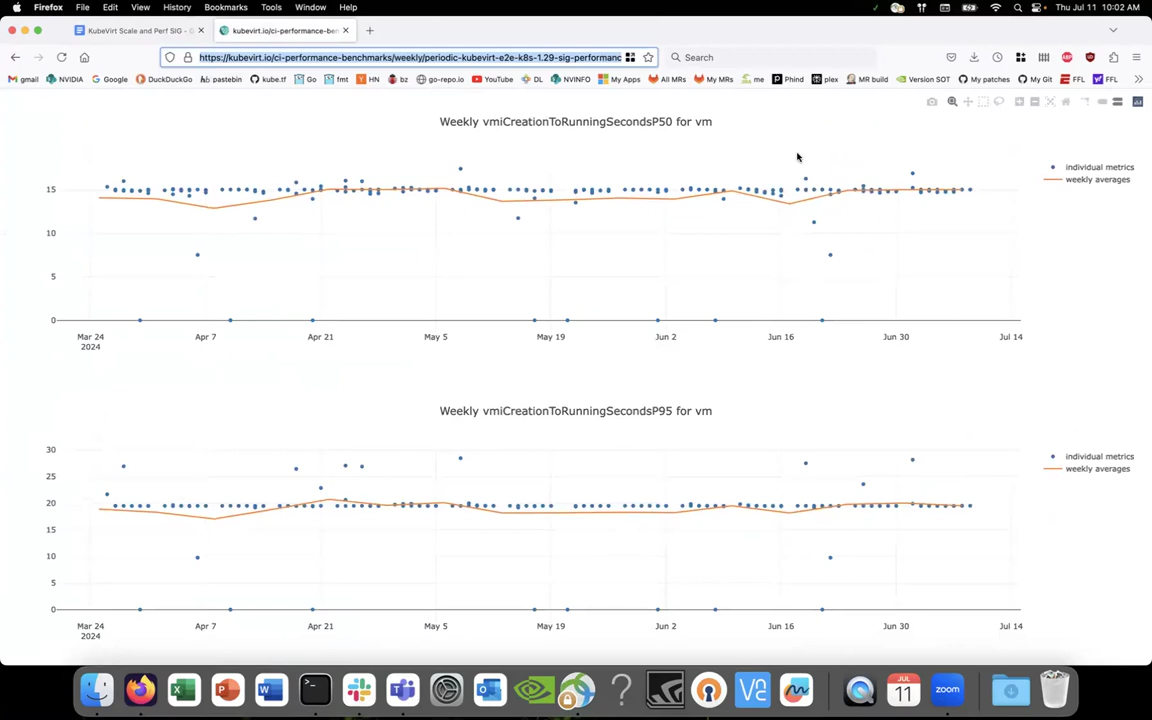 Firefox File Edit View History Bookmarks Tools Window Help Thu Jul 11 10:02 AM
KubeVirt Scale and Perf SIG - G kubevirt.io/ci-performance-ben
https://kubevirt.io/ci-performance-benchmarks/weekly/periodic-kubevirt-e2e-k8s-1.29-sig-performanc Search
gmail NVIDIA Google DuckDuckGo pastebin kube.tf Go fmt HN bz go-repo.io YouTube DL NVINFO My Apps All MRs My MRs me Phind plex MR build Version SOT My patches My Git FFL FFL
Weekly vmiCreationToRunningSecondsP50 for vm
individual metrics
weekly averages
15
10
5
0
Mar 24 Apr 7 Apr 21 May 5 May 19 Jun 2 Jun 16 Jun 30 Jul 14
2024
Weekly vmiCreationToRunningSecondsP95 for vm
individual metrics
weekly averages
30
25
20
15
10
5
0
Mar 24 Apr 7 Apr 21 May 5 May 19 Jun 2 Jun 16 Jun 30 Jul 14
2024
JUL
11
zoom